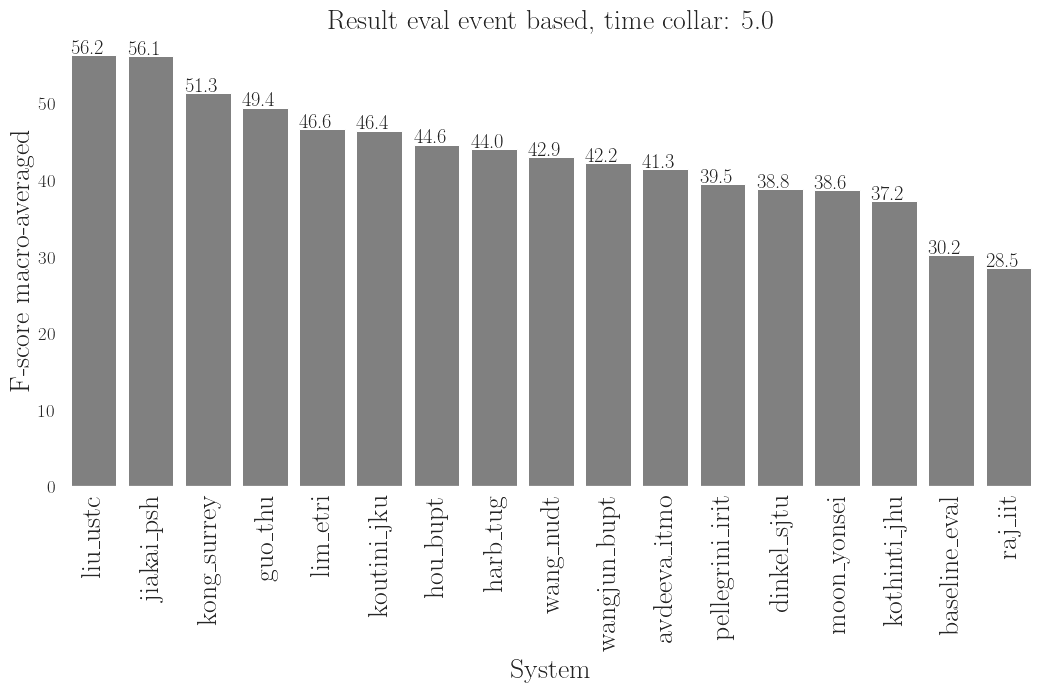 Result eval event based, time collar: 5.0
F-score macro-averaged
50
40
30
20
10
0
56.2
56.1
51.3
49.4
46.6
46.4
44.6
44.0
42.9
42.2
41.3
39.5
38.8
38.6
37.2
30.2
28.5
liu_ustc
jiakai_psh
kong_surrey
guo_thu
lim_etri
koutini_jku
hou_bupt
harb_tug
wang_nudt
wangjun_bupt
avdeeva_itmo
pellegrini_irit
dinkel_sjtu
moon_yonsei
kothinti_jhu
baseline_eval
raj_iit
System